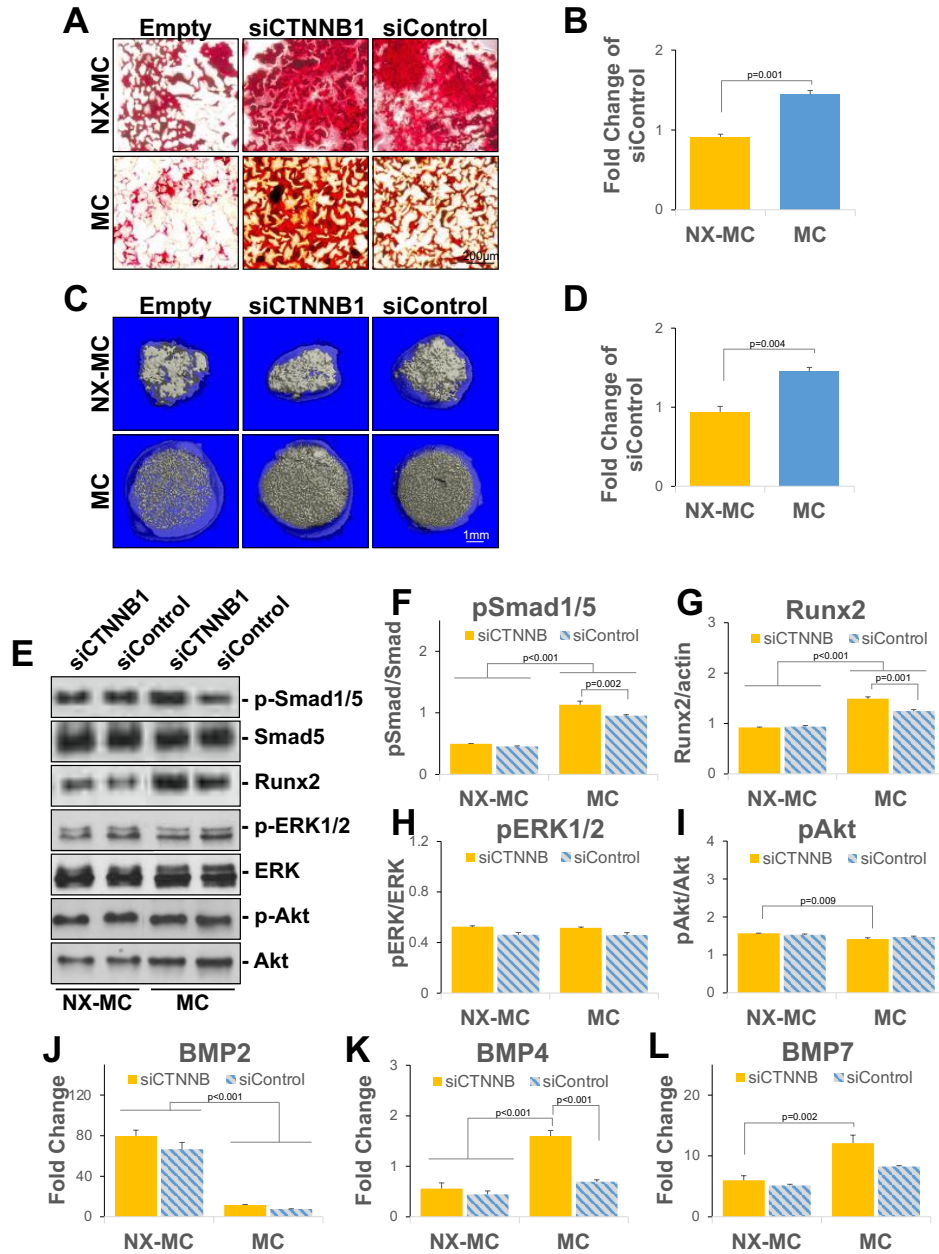 A
Empty
siCTNNB1
siControl
NX-MC
MC
200µm
B
Fold Change of
siControl
2
1
0
p=0.001
NX-MC
MC
C
Empty
siCTNNB1
siControl
NX-MC
MC
1mm
D
Fold Change of
siControl
2
1
0
p=0.004
NX-MC
MC
E
siCTNNB1
siControl
siCTNNB1
siControl
- p-Smad1/5
- Smad5
- Runx2
- p-ERK1/2
- ERK
- p-Akt
- Akt
NX-MC
MC
F
pSmad1/5
siCTNNB
siControl
pSmad/Smad
2
1
0
p<0.001
p=0.002
NX-MC
MC
G
Runx2
siCTNNB
siControl
Runx2/actin
3
2
1
0
p<0.001
p=0.001
NX-MC
MC
H
pERK1/2
siCTNNB
siControl
pERK/ERK
1.2
0.8
0.4
0
NX-MC
MC
I
pAkt
siCTNNB
siControl
pAkt/Akt
4
3
2
1
0
p=0.009
NX-MC
MC
J
BMP2
siCTNNB
siControl
Fold Change
120
80
40
0
p<0.001
NX-MC
MC
K
BMP4
siCTNNB
siControl
Fold Change
3
2
1
0
p<0.001
p<0.001
NX-MC
MC
L
BMP7
siCTNNB
siControl
Fold Change
20
10
0
p=0.002
NX-MC
MC